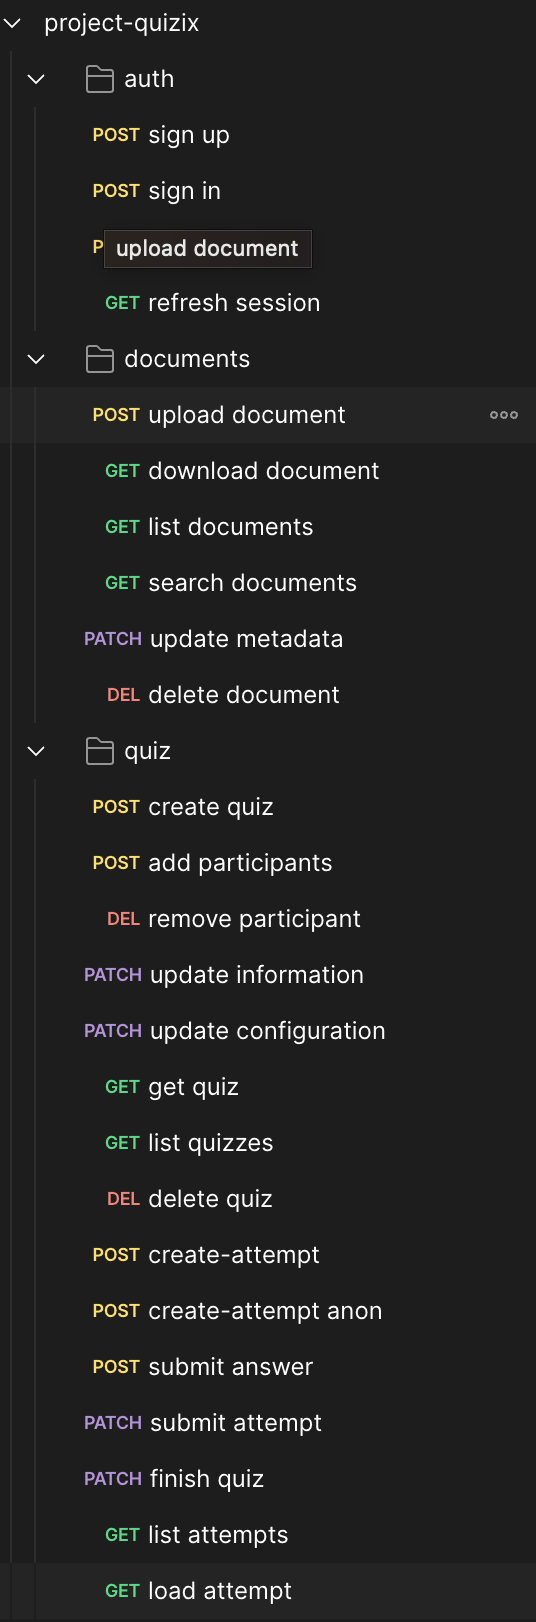 project-quizix
auth
POST sign up
POST sign in
P upload document
GET refresh session
documents
POST upload document
GET download document
GET list documents
GET search documents
PATCH update metadata
DEL delete document
quiz
POST create quiz
POST add participants
DEL remove participant
PATCH update information
PATCH update configuration
GET get quiz
GET list quizzes
DEL delete quiz
POST create-attempt
POST create-attempt anon
POST submit answer
PATCH submit attempt
PATCH finish quiz
GET list attempts
GET load attempt